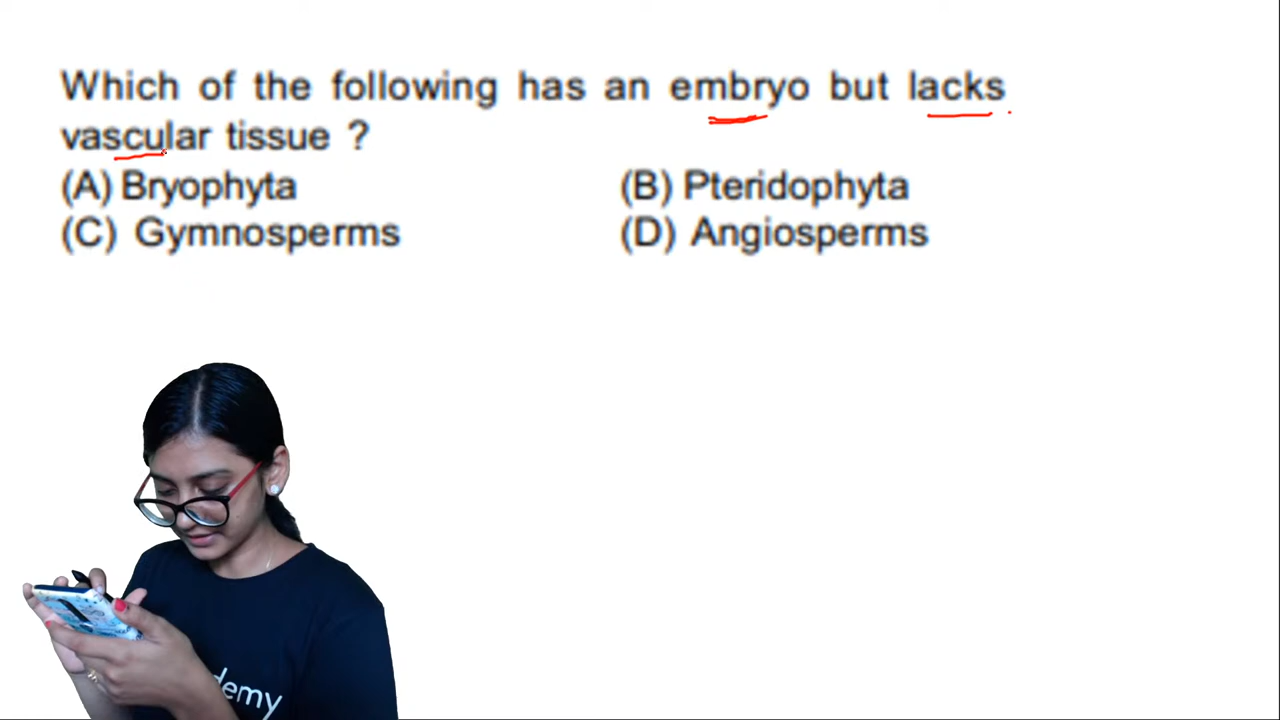 Which of the following has an embryo but lacks
vascular tissue ?
(A) Bryophyta (B) Pteridophyta
(C) Gymnosperms (D) Angiosperms
demy